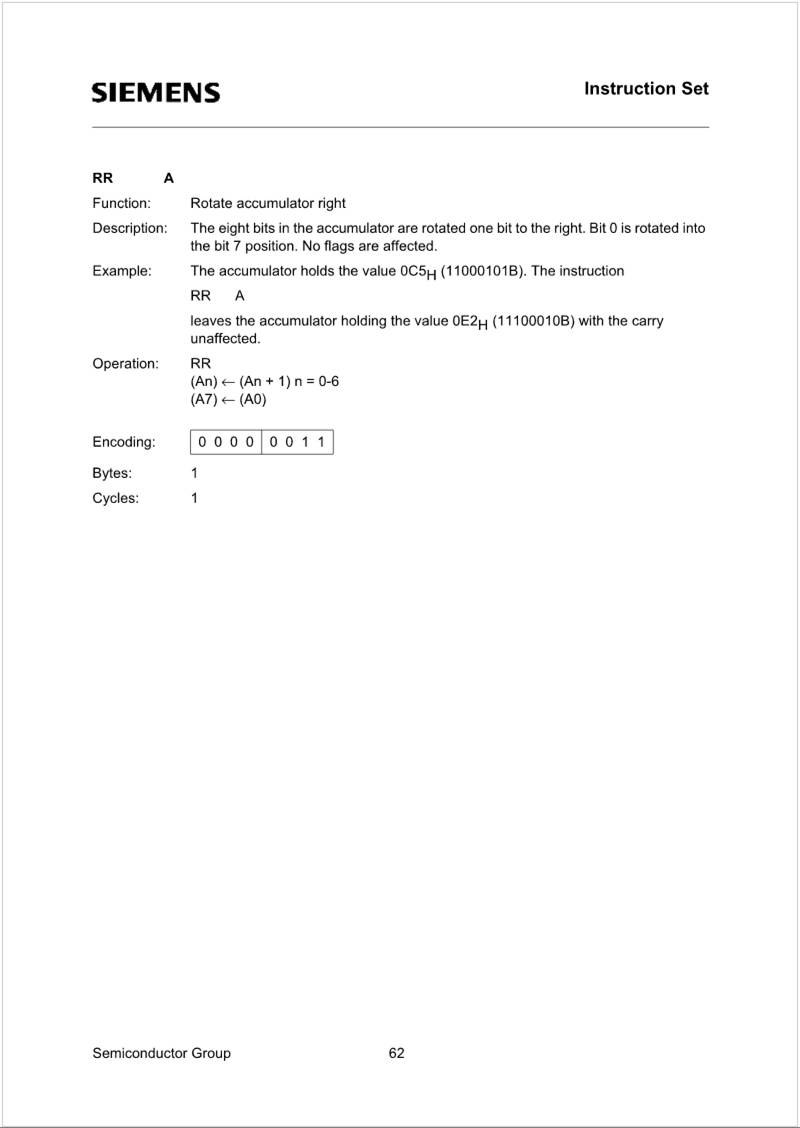 SIEMENS
Instruction Set
RR A
Function: Rotate accumulator right
Description: The eight bits in the accumulator are rotated one bit to the right. Bit 0 is rotated into
the bit 7 position. No flags are affected.
Example: The accumulator holds the value 0C5H (11000101B). The instruction
RR A
leaves the accumulator holding the value 0E2H (11100010B) with the carry
unaffected.
Operation: RR
(An) ← (An + 1) n = 0-6
(A7) ← (A0)
Encoding: 0 0 0 0 0 0 1 1
Bytes: 1
Cycles: 1
Semiconductor Group 62